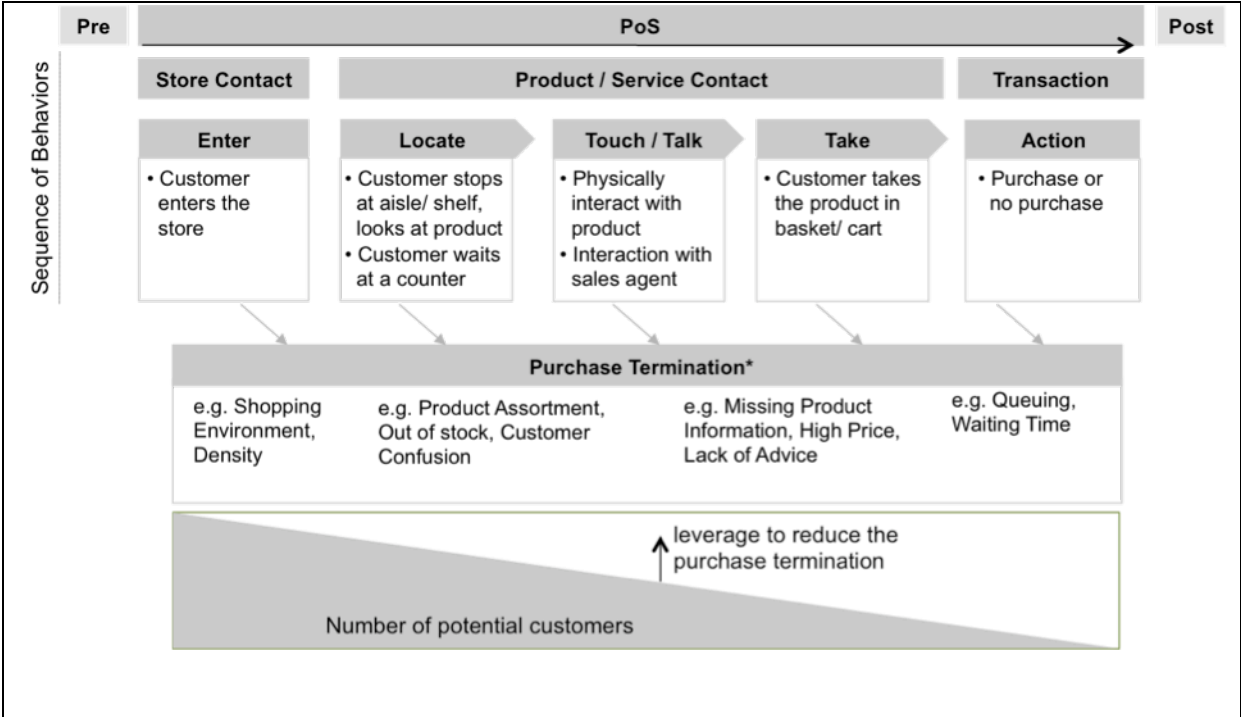 Pre
PoS
Post
Sequence of Behaviors
Store Contact
Product / Service Contact
Transaction
Enter
• Customer
enters the
store
Locate
• Customer stops
at aisle/ shelf,
looks at product
• Customer waits
at a counter
Touch / Talk
• Physically
interact with
product
• Interaction with
sales agent
Take
• Customer takes
the product in
basket/ cart
Action
• Purchase or
no purchase
Purchase Termination*
e.g. Shopping
Environment,
Density
e.g. Product Assortment,
Out of stock, Customer
Confusion
e.g. Missing Product
Information, High Price,
Lack of Advice
e.g. Queuing,
Waiting Time
leverage to reduce the
purchase termination
Number of potential customers